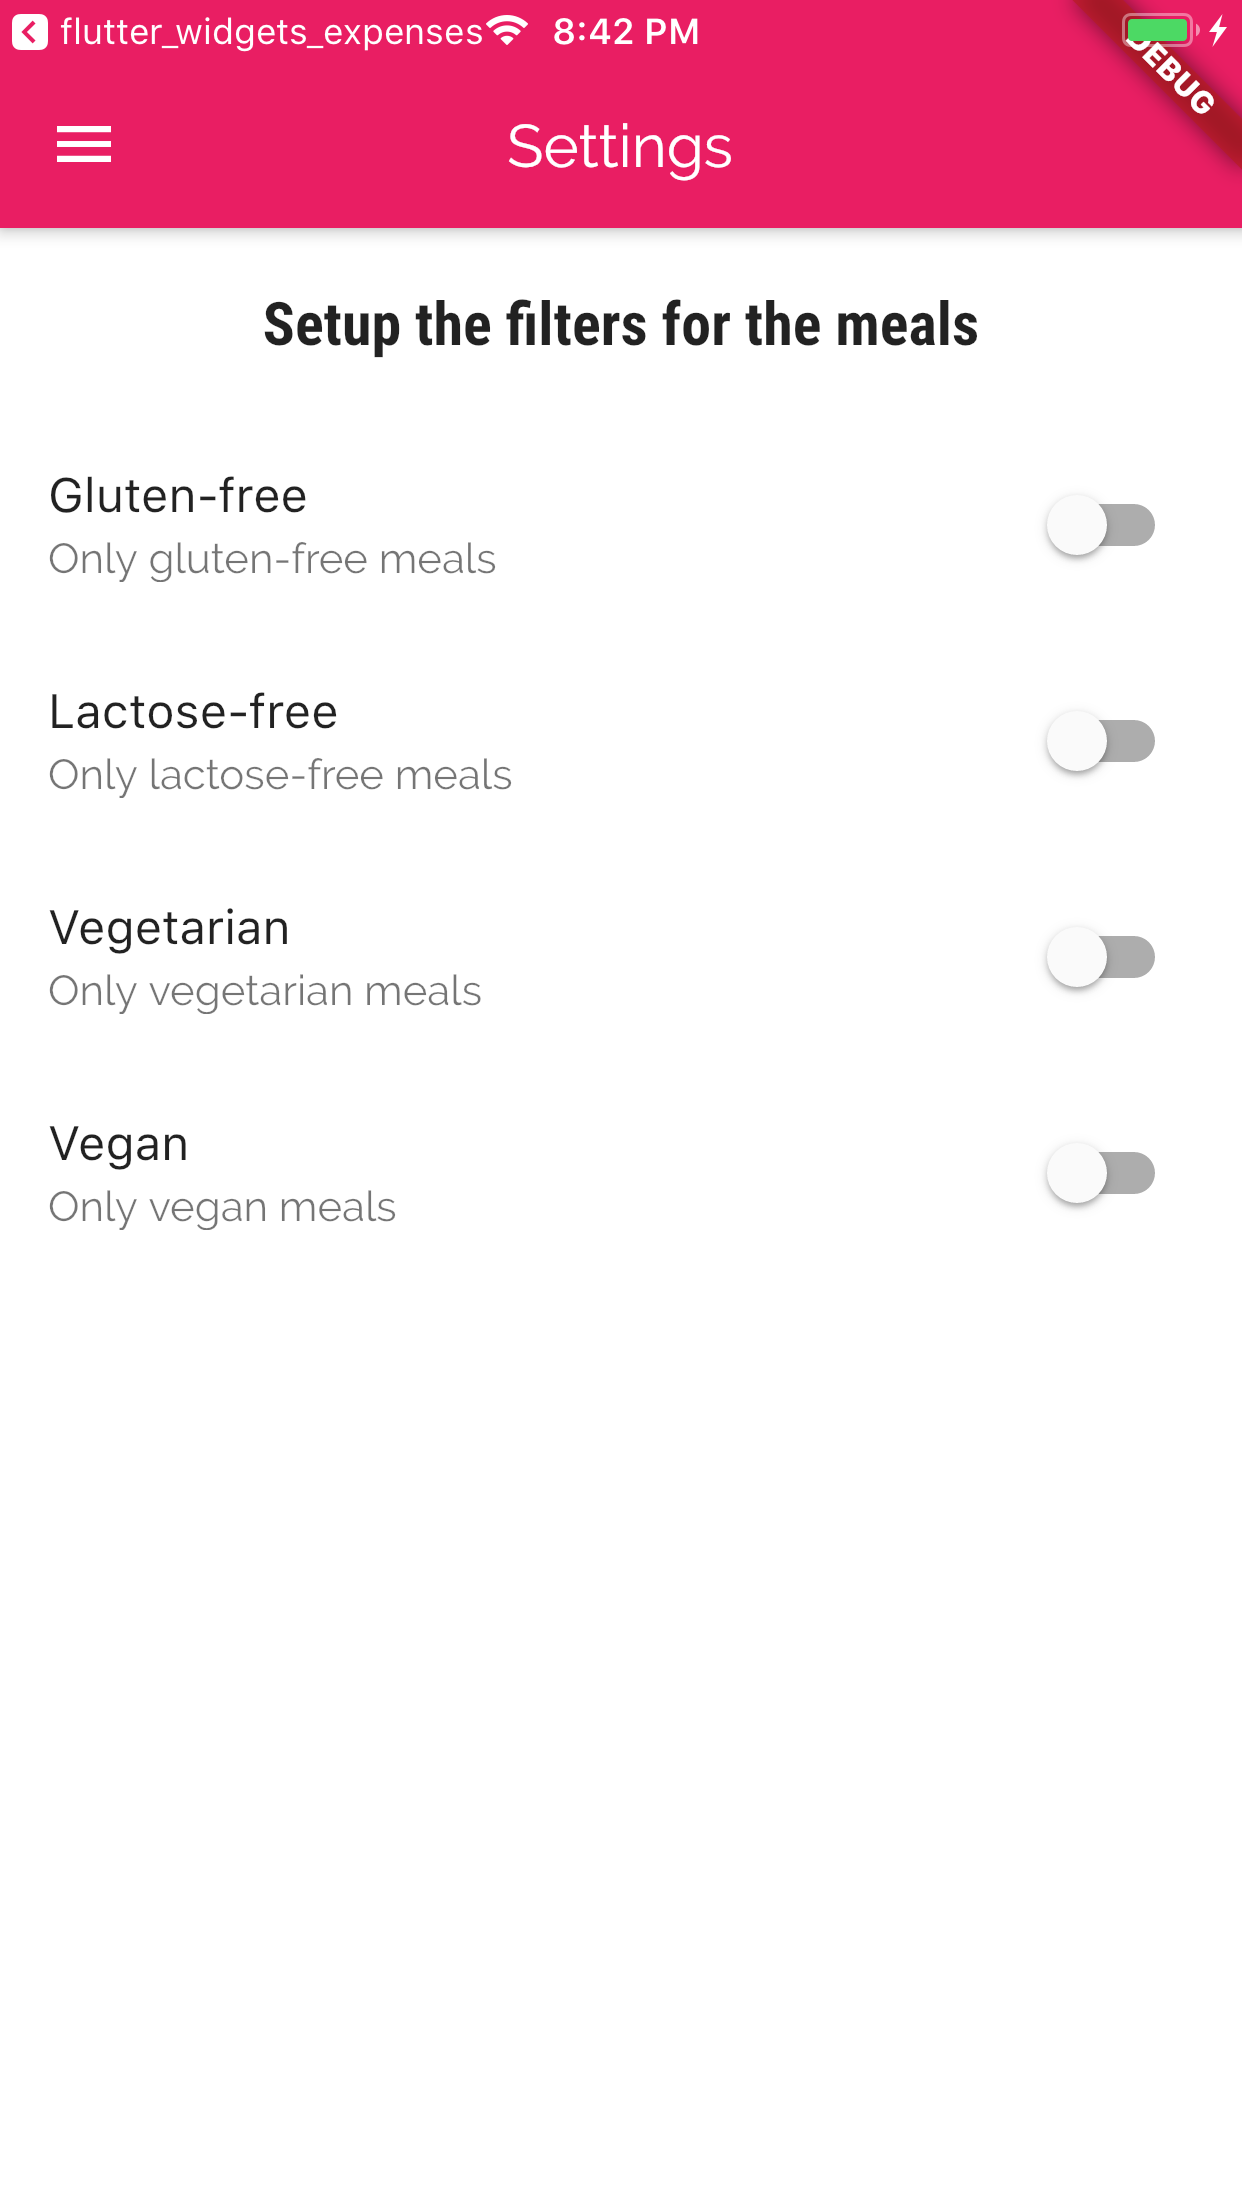 flutter_widgets_expenses 8:42 PM
DEBUG
Settings
Setup the filters for the meals
Gluten-free
Only gluten-free meals
Lactose-free
Only lactose-free meals
Vegetarian
Only vegetarian meals
Vegan
Only vegan meals